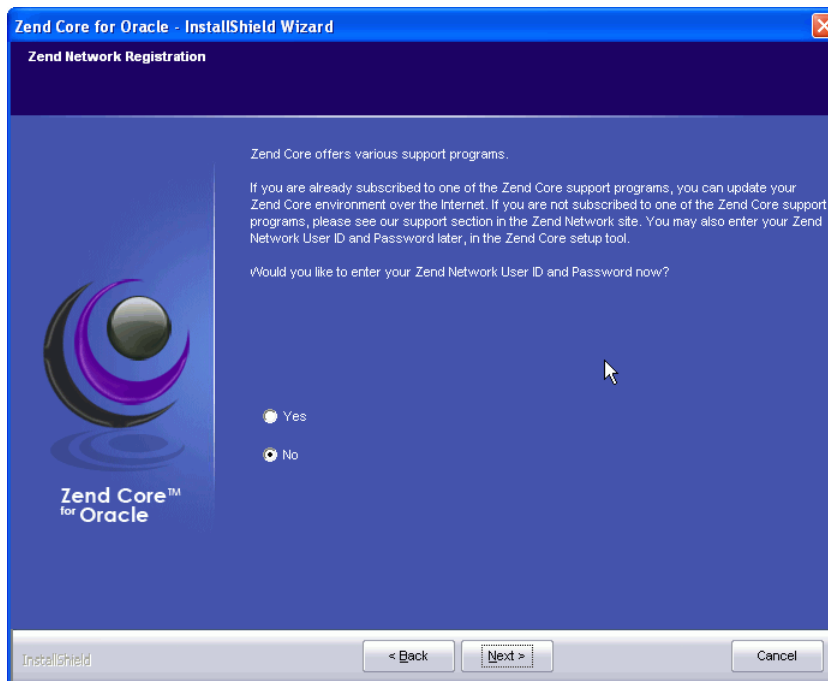 Zend Core for Oracle - InstallShield Wizard
Zend Network Registration
Zend Core offers various support programs.
If you are already subscribed to one of the Zend Core support programs, you can update your
Zend Core environment over the Internet. If you are not subscribed to one of the Zend Core support
programs, please see our support section in the Zend Network site. You may also enter your Zend
Network User ID and Password later, in the Zend Core setup tool.
Would you like to enter your Zend Network User ID and Password now?
Yes
No
Zend Core™
for Oracle
InstallShield
< Back
Next >
Cancel